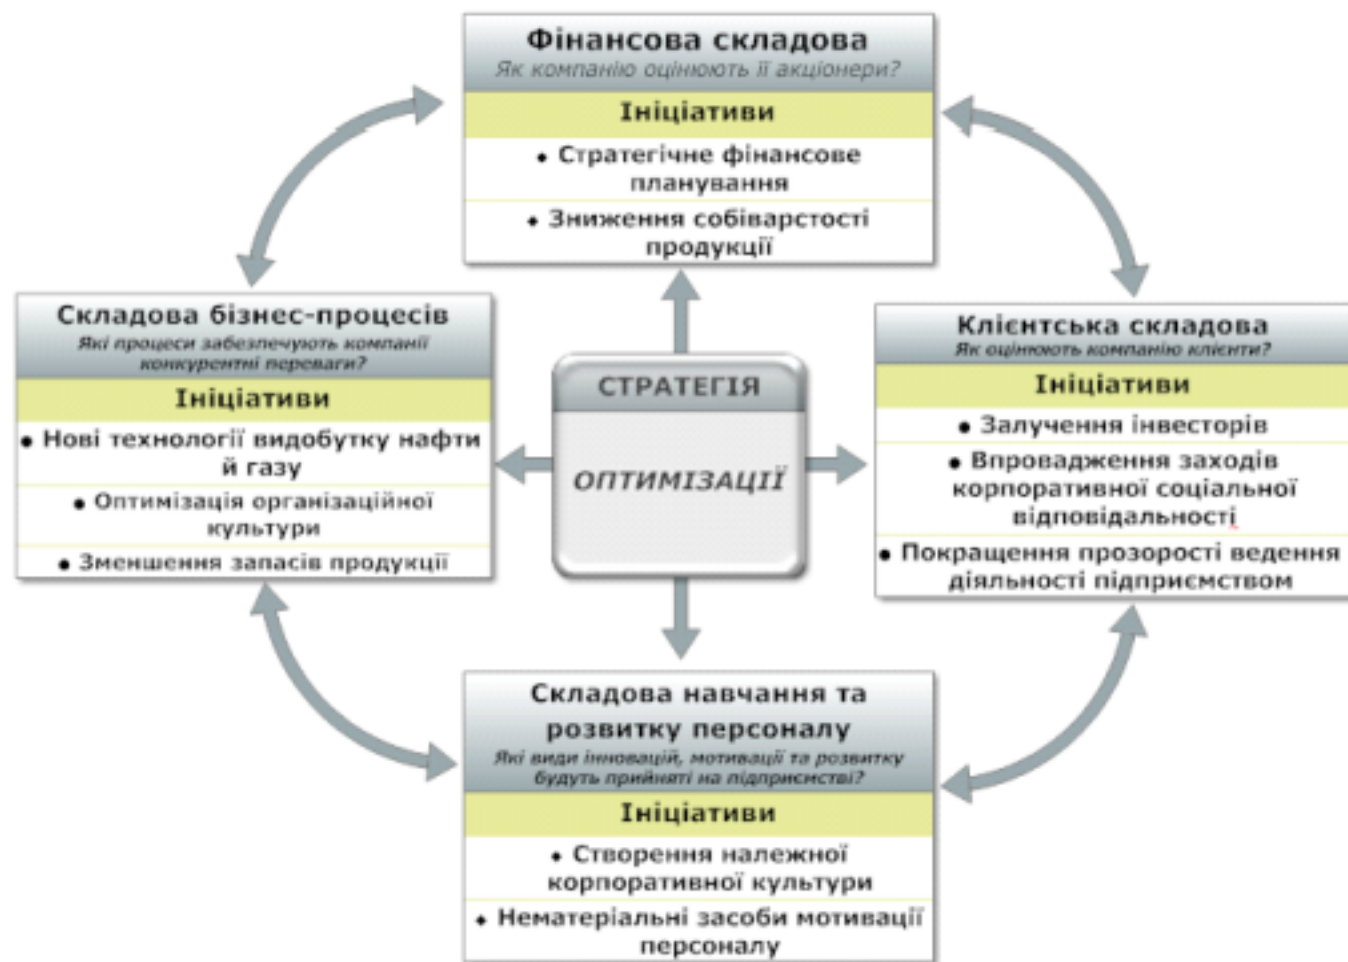 Фінансова складова
Як компанію оцінюють її акціонери?
Ініціативи
• Стратегічне фінансове
планування
• Зниження собіварстості
продукції
Складова бізнес-процесів
Які процеси забезпечують компанії
конкурентні переваги?
Ініціативи
• Нові технології видобутку нафти
й газу
• Оптимізація організаційної
культури
• Зменшення запасів продукції
СТРАТЕГІЯ
ОПТИМІЗАЦІЇ
Клієнтська складова
Як оцінюють компанію клієнти?
Ініціативи
• Залучення інвесторів
• Впровадження заходів
корпоративної соціальної
відповідальності
• Покращення прозорості ведення
діяльності підприємством
Складова навчання та
розвитку персоналу
Які види інновацій, мотивації та розвитку
будуть прийняті на підприємстві?
Ініціативи
• Створення належної
корпоративної культури
• Нематеріальні засоби мотивації
персоналу